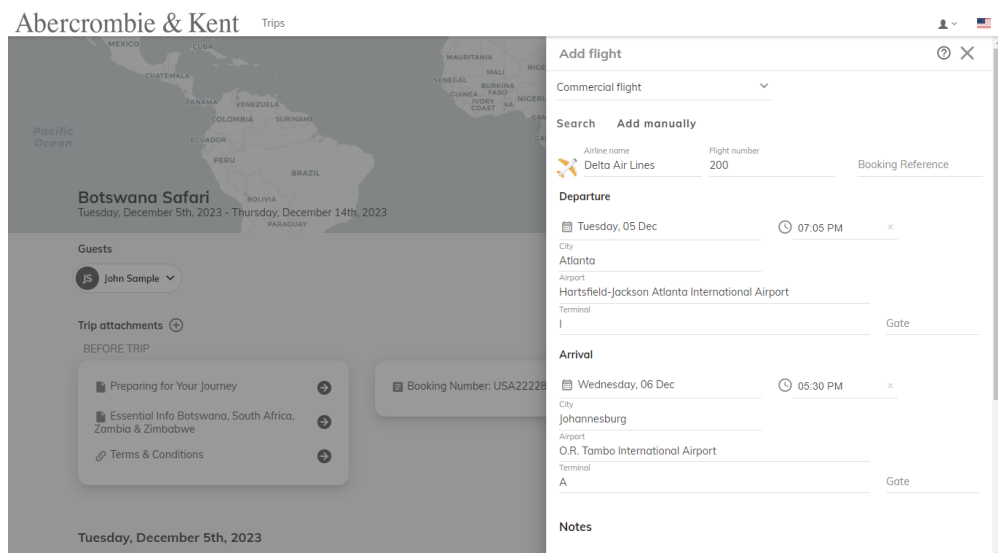 Abercrombie & Kent Trips
MEXICO
CUBA
GUATEMALA
PANAMA
VENEZUELA
COLOMBIA
SURINAME
ECUADOR
PERU
BRAZIL
BOLIVIA
PARAGUAY
Pacific
Ocean
MAURITANIA
MALI
SENEGAL
BURKINA
FASO
GUINEA
IVORY
COAST
Botswana Safari
Tuesday, December 5th, 2023 - Thursday, December 14th, 2023
Guests
JS John Sample
Trip attachments
BEFORE TRIP
Preparing for Your Journey
Essential Info Botswana, South Africa,
Zambia & Zimbabwe
Terms & Conditions
Booking Number: USA22228
Tuesday, December 5th, 2023
Add flight
Commercial flight
Search Add manually
Airline name Flight number
Delta Air Lines 200 Booking Reference
Departure
Tuesday, 05 Dec 07:05 PM x
City
Atlanta
Airport
Hartsfield-Jackson Atlanta International Airport
Terminal
I Gate
Arrival
Wednesday, 06 Dec 05:30 PM x
City
Johannesburg
Airport
O.R. Tambo International Airport
Terminal
A Gate
Notes